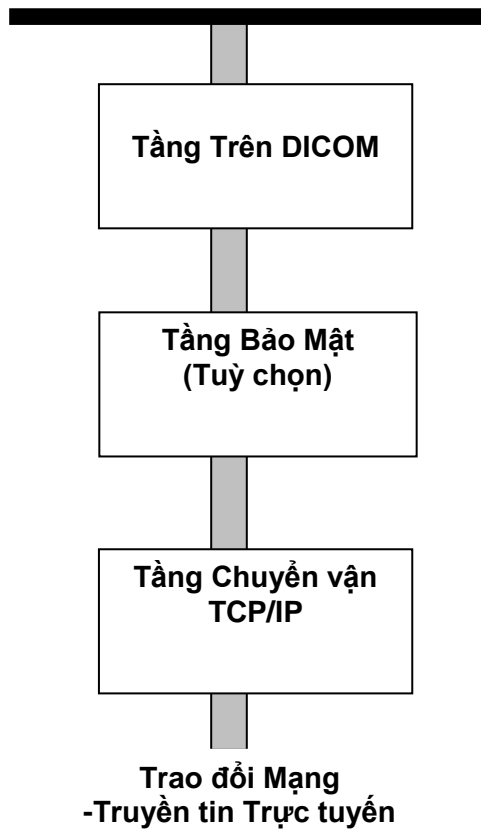 Tầng Trên DICOM
Tầng Bảo Mật
(Tuỳ chọn)
Tầng Chuyển vận
TCP/IP
Trao đổi Mạng
-Truyền tin Trực tuyến